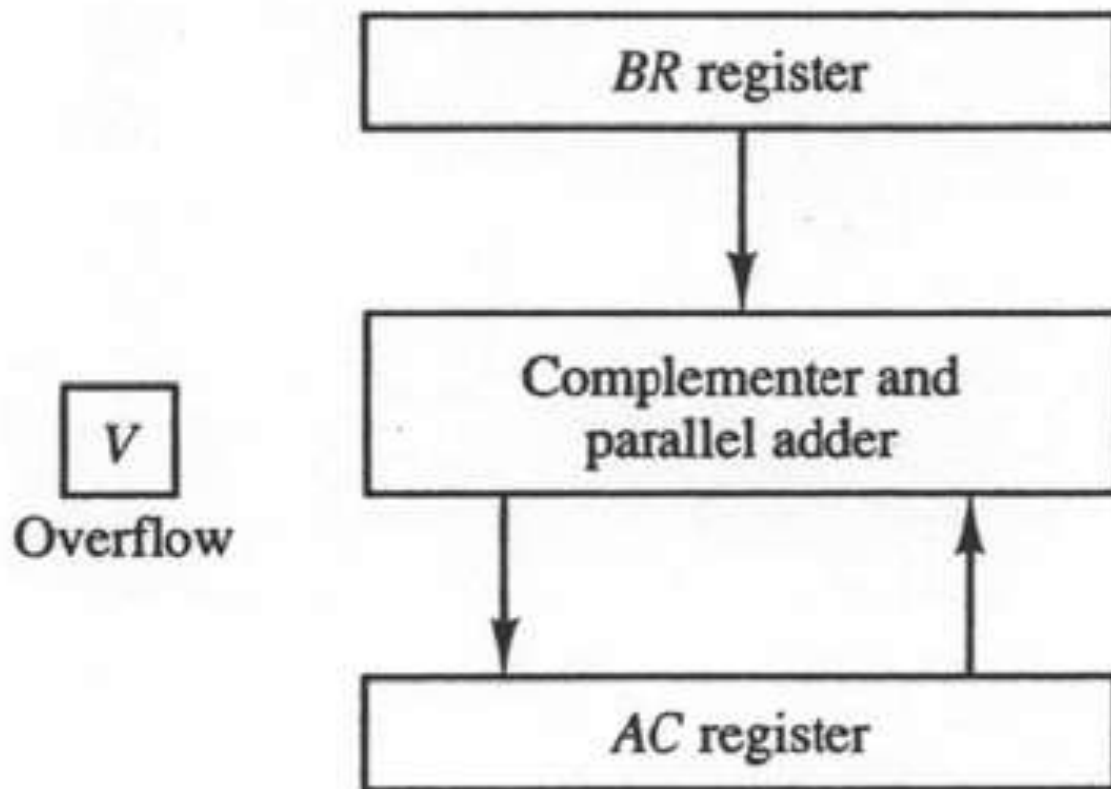 BR register
Complementer and
parallel adder
V
Overflow
AC register